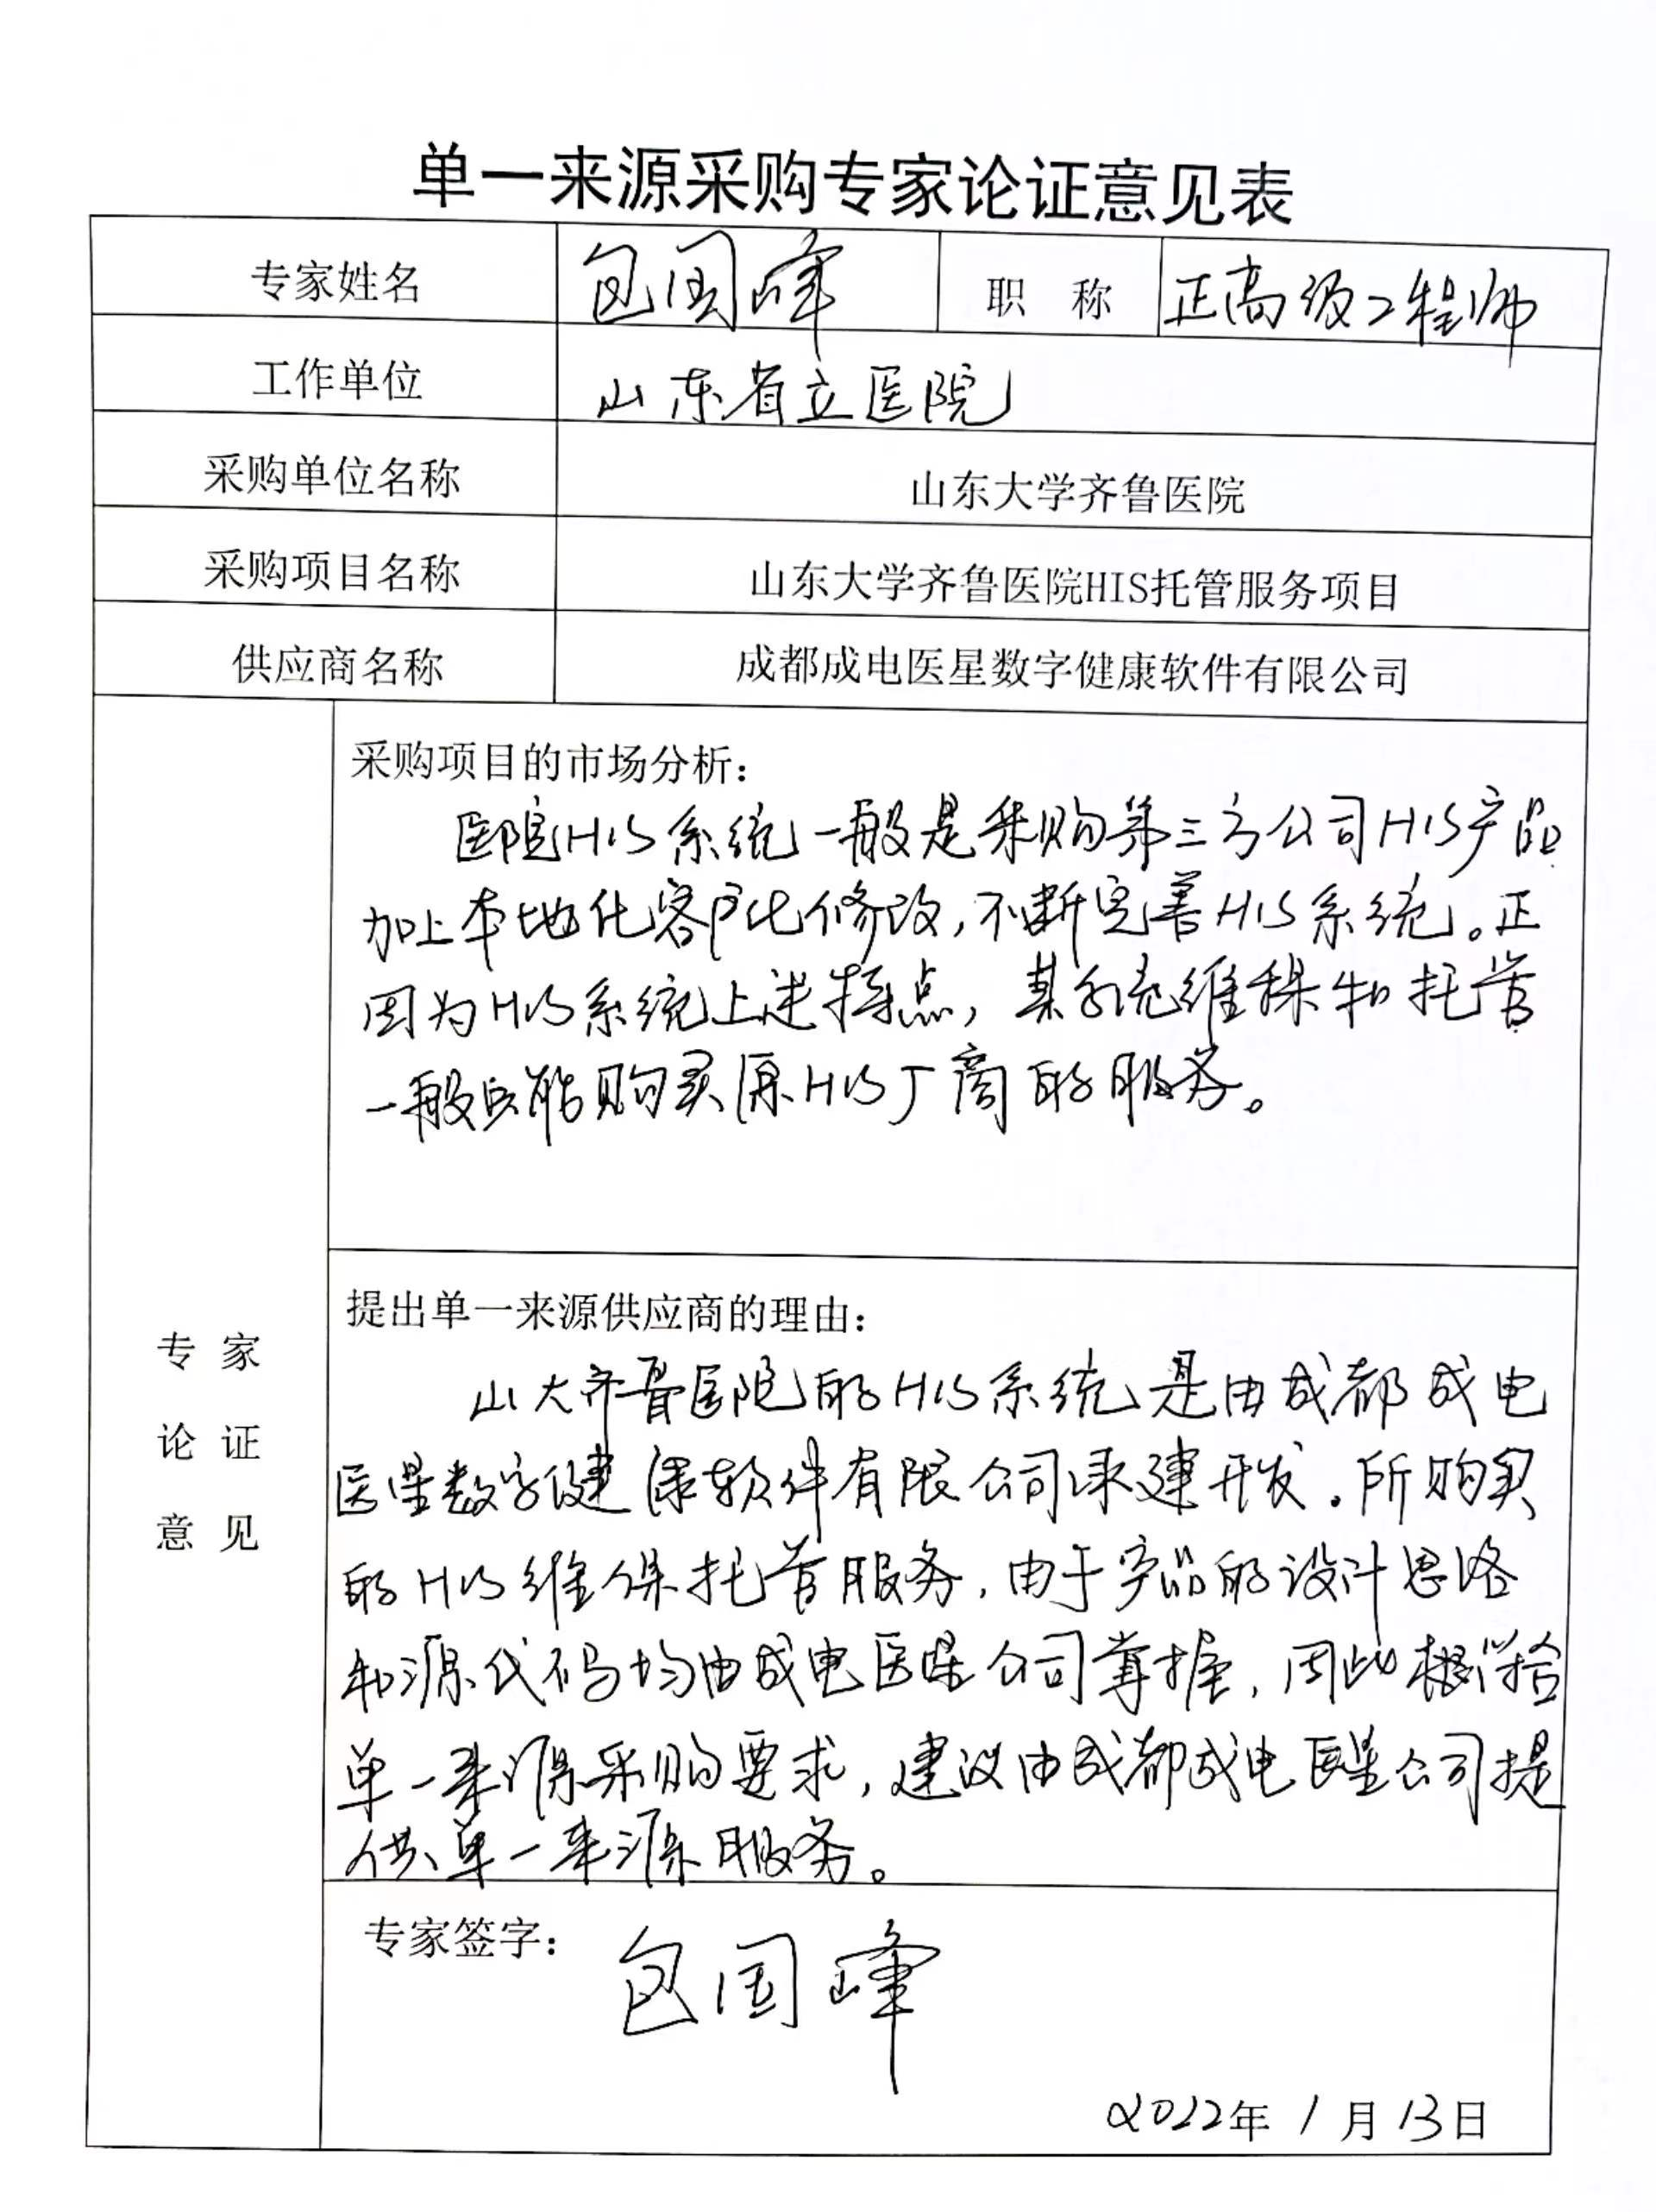 单一来源采购专家论证意见表
专家姓名 包国峰 职 称 正高级工程师
工作单位 山东省立医院
采购单位名称 山东大学齐鲁医院
采购项目名称 山东大学齐鲁医院HIS托管服务项目
供应商名称 成都成电医星数字健康软件有限公司
采购项目的市场分析：
医院HIS系统一般是采购第三方公司HIS产品
加上本地化客户化修改，不断完善HIS系统。正
因为HIS系统上述特点，其系统维保和托管
一般只能购买原HIS厂商的服务。
专家
论证
意见
提出单一来源供应商的理由：
山大齐鲁医院的HIS系统是由成都成电
医星数字健康软件有限公司承建开发。所购买
的HIS维保托管服务，由于产品的设计思路
和源代码均由成电医星公司掌握，因此符合
单一来源采购要求，建议由成都成电医星公司提
供单一来源服务。
专家签字： 包国峰
2022年1月13日